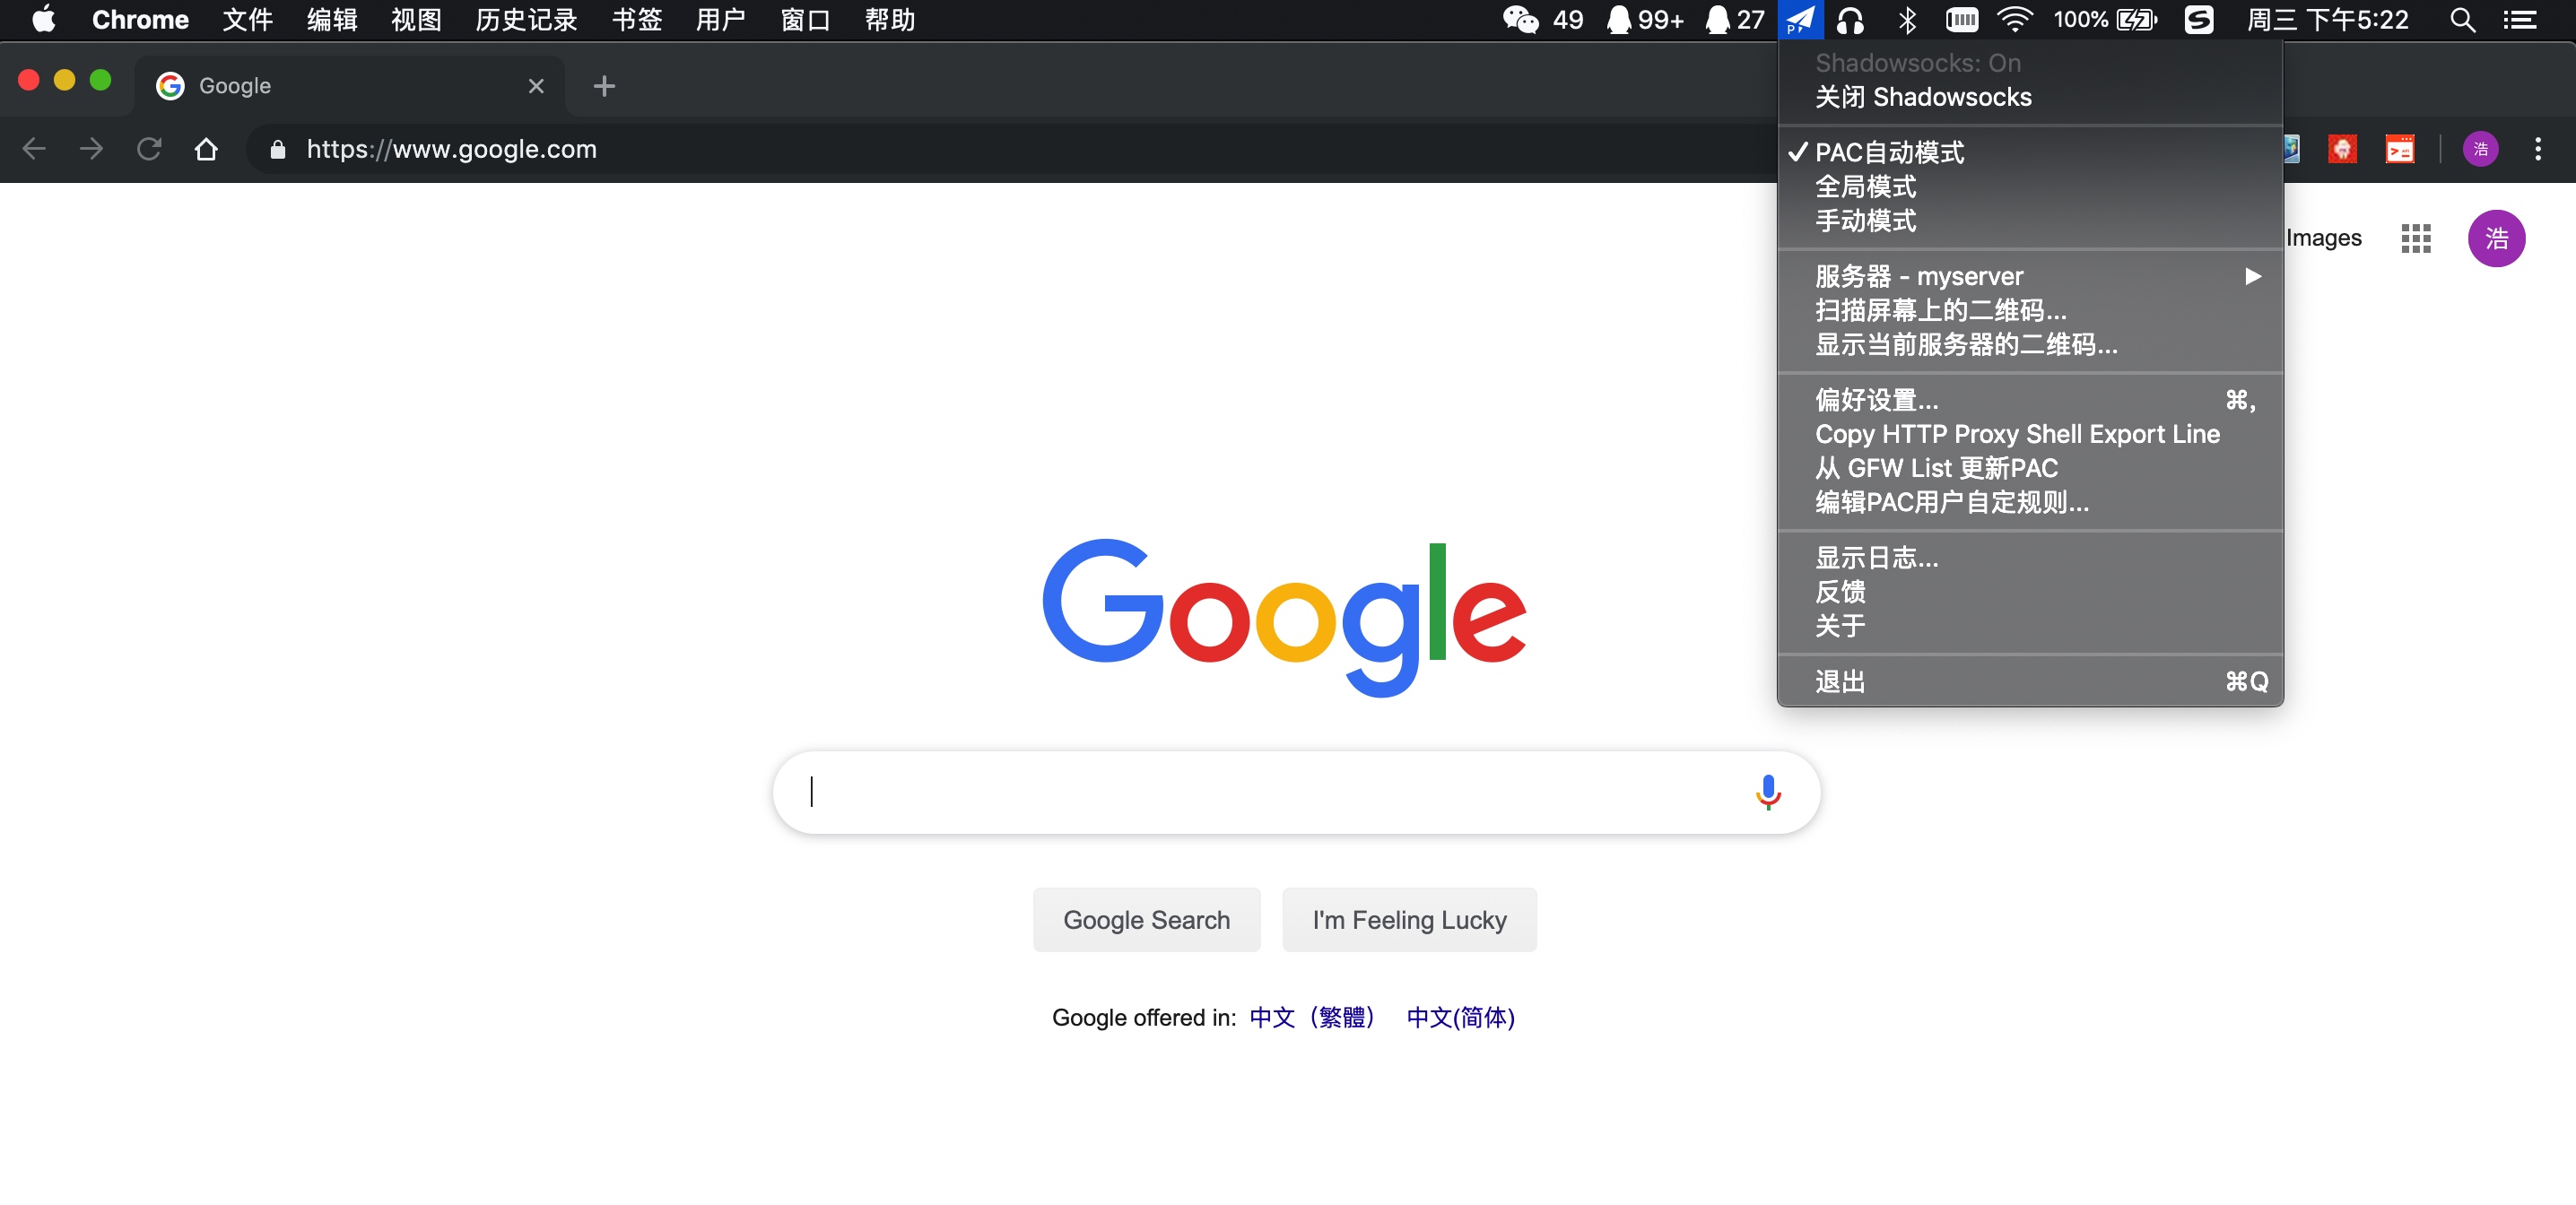 Chrome 文件 编辑 视图 历史记录 书签 用户 窗口 帮助 49 99+ 27 100% 周三 下午5:22
Google
https://www.google.com 浩
Shadowsocks: On
关闭 Shadowsocks
✓ PAC自动模式
全局模式
手动模式
服务器 - myserver ▶
扫描屏幕上的二维码...
显示当前服务器的二维码...
偏好设置... ⌘,
Copy HTTP Proxy Shell Export Line
从 GFW List 更新PAC
编辑PAC用户自定规则...
显示日志...
反馈
关于
退出 ⌘Q
Images 浩
Google
Google Search I'm Feeling Lucky
Google offered in: 中文（繁體） 中文(简体)